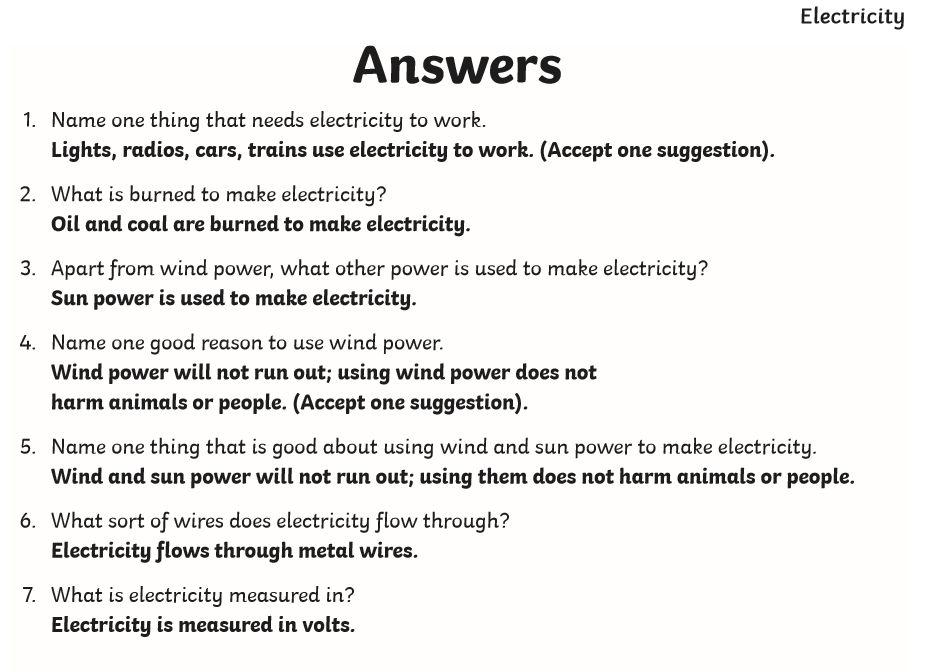 Electricity
Answers
1. Name one thing that needs electricity to work.
Lights, radios, cars, trains use electricity to work. (Accept one suggestion).
2. What is burned to make electricity?
Oil and coal are burned to make electricity.
3. Apart from wind power, what other power is used to make electricity?
Sun power is used to make electricity.
4. Name one good reason to use wind power.
Wind power will not run out; using wind power does not
harm animals or people. (Accept one suggestion).
5. Name one thing that is good about using wind and sun power to make electricity.
Wind and sun power will not run out; using them does not harm animals or people.
6. What sort of wires does electricity flow through?
Electricity flows through metal wires.
7. What is electricity measured in?
Electricity is measured in volts.